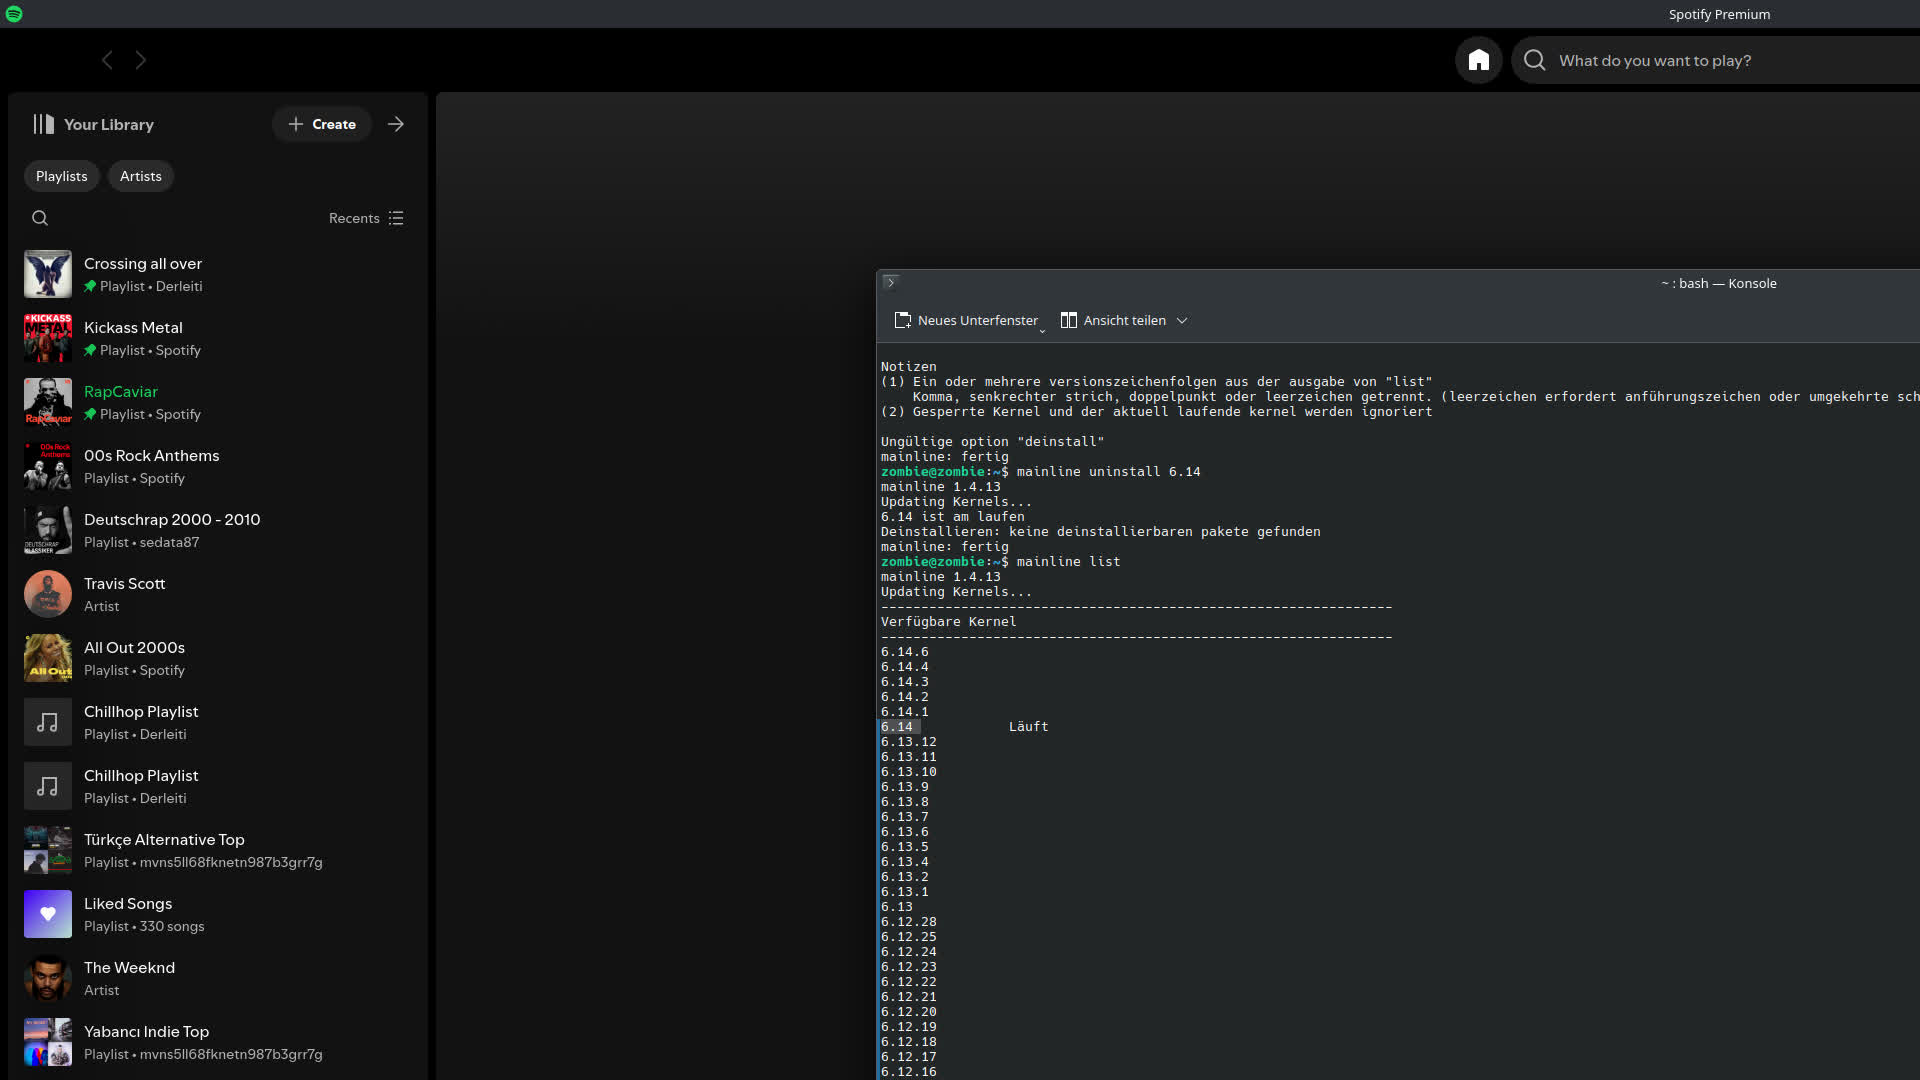 Spotify Premium
What do you want to play?
Your Library
Create
Playlists
Artists
Recents
Crossing all over
Playlist • Derleiti
KICKASS
METAL
Kickass Metal
Playlist • Spotify
RapCaviar
RapCaviar
Playlist • Spotify
00s Rock
Anthems
00s Rock Anthems
Playlist • Spotify
DEUTSCHRAP
KLASSIKER
Deutschrap 2000 - 2010
Playlist • sedata87
Travis Scott
Artist
All Out
All Out 2000s
Playlist • Spotify
Chillhop Playlist
Playlist • Derleiti
Chillhop Playlist
Playlist • Derleiti
Türkçe Alternative Top
Playlist • mvns5ll68fknetn987b3grr7g
Liked Songs
Playlist • 330 songs
The Weeknd
Artist
Yabancı Indie Top
Playlist • mvns5ll68fknetn987b3grr7g
~ : bash — Konsole
Neues Unterfenster
Ansicht teilen
Notizen
(1) Ein oder mehrere versionszeichenfolgen aus der ausgabe von "list"
Komma, senkrechter strich, doppelpunkt oder leerzeichen getrennt. (leerzeichen erfordert anführungszeichen oder umgekehrte sch
(2) Gesperrte Kernel und der aktuell laufende kernel werden ignoriert
Ungültige option "deinstall"
mainline: fertig
zombie@zombie:~$ mainline uninstall 6.14
mainline 1.4.13
Updating Kernels...
6.14 ist am laufen
Deinstallieren: keine deinstallierbaren pakete gefunden
mainline: fertig
zombie@zombie:~$ mainline list
mainline 1.4.13
Updating Kernels...
----------------------------------------------------------------
Verfügbare Kernel
----------------------------------------------------------------
6.14.6
6.14.4
6.14.3
6.14.2
6.14.1
6.14 Läuft
6.13.12
6.13.11
6.13.10
6.13.9
6.13.8
6.13.7
6.13.6
6.13.5
6.13.4
6.13.2
6.13.1
6.13
6.12.28
6.12.25
6.12.24
6.12.23
6.12.22
6.12.21
6.12.20
6.12.19
6.12.18
6.12.17
6.12.16